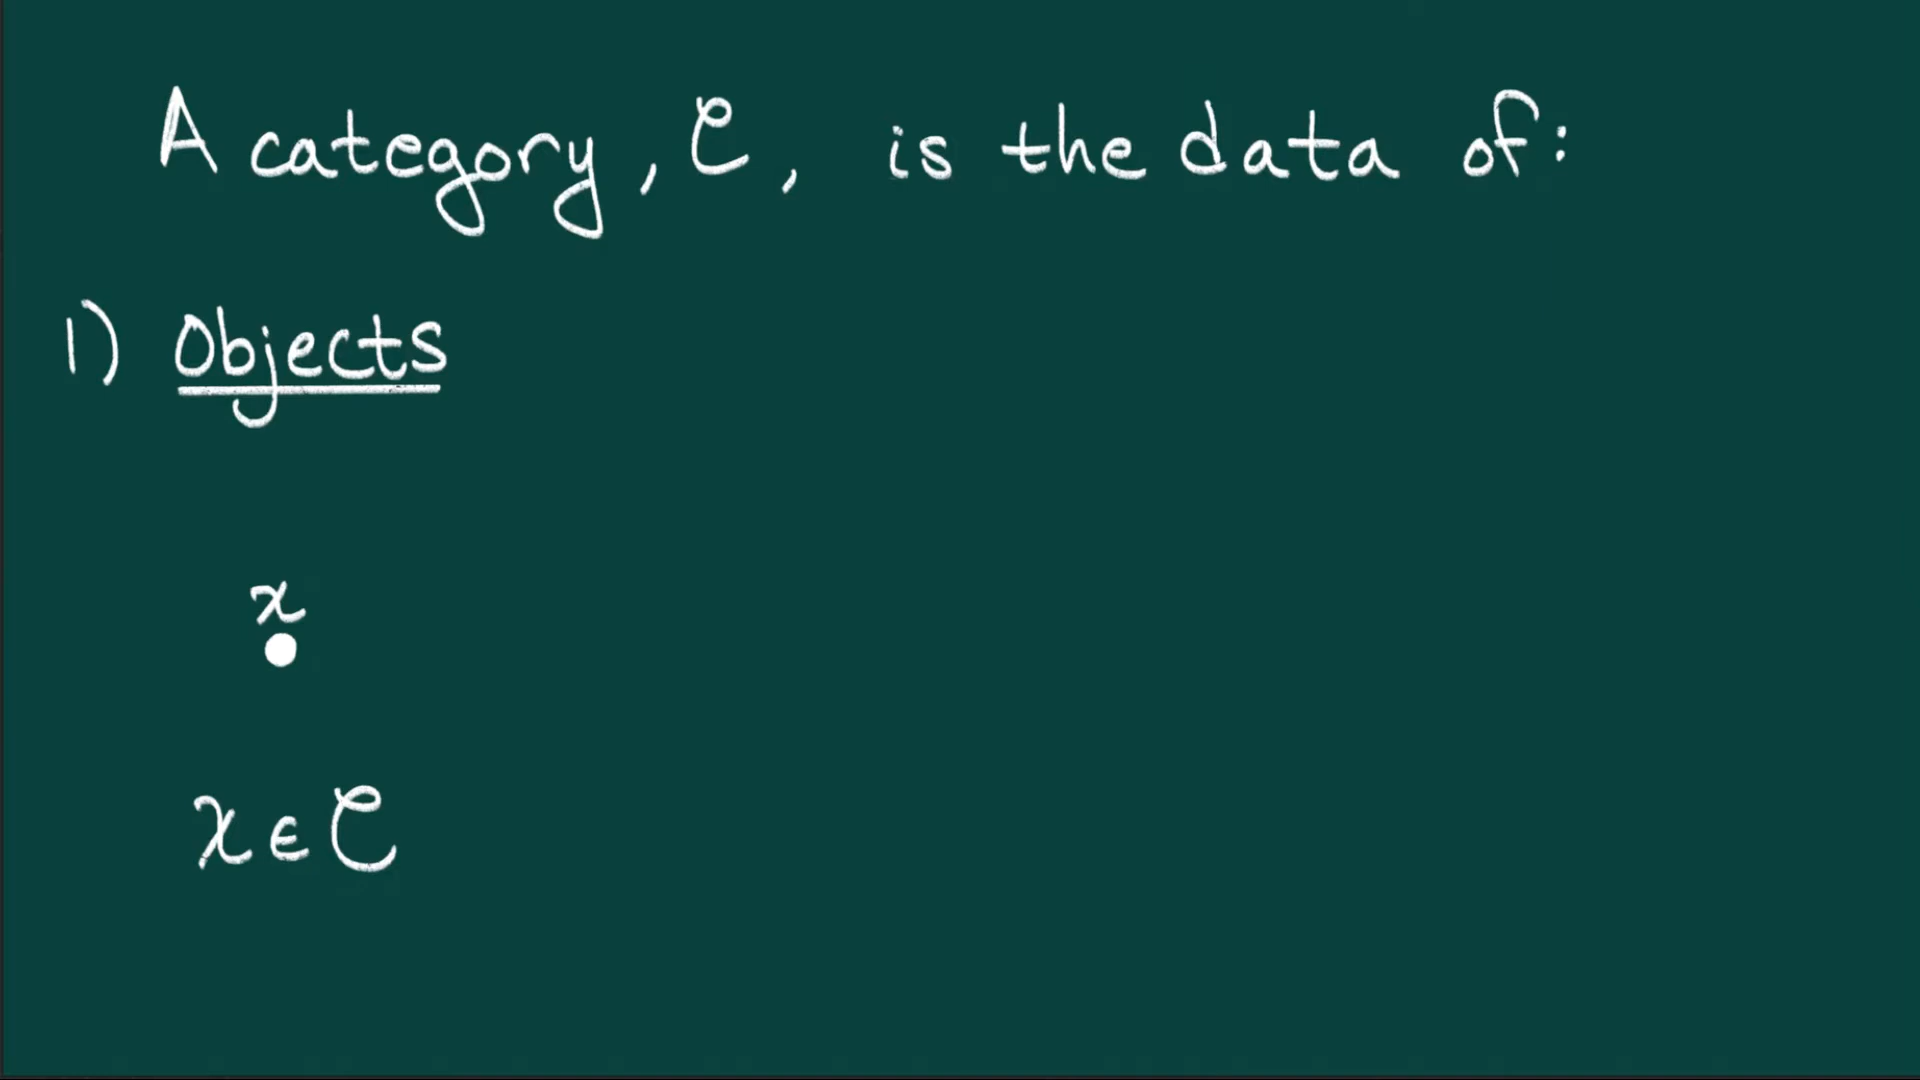 A category, C, is the data of:
1) Objects
x
x ∈ C